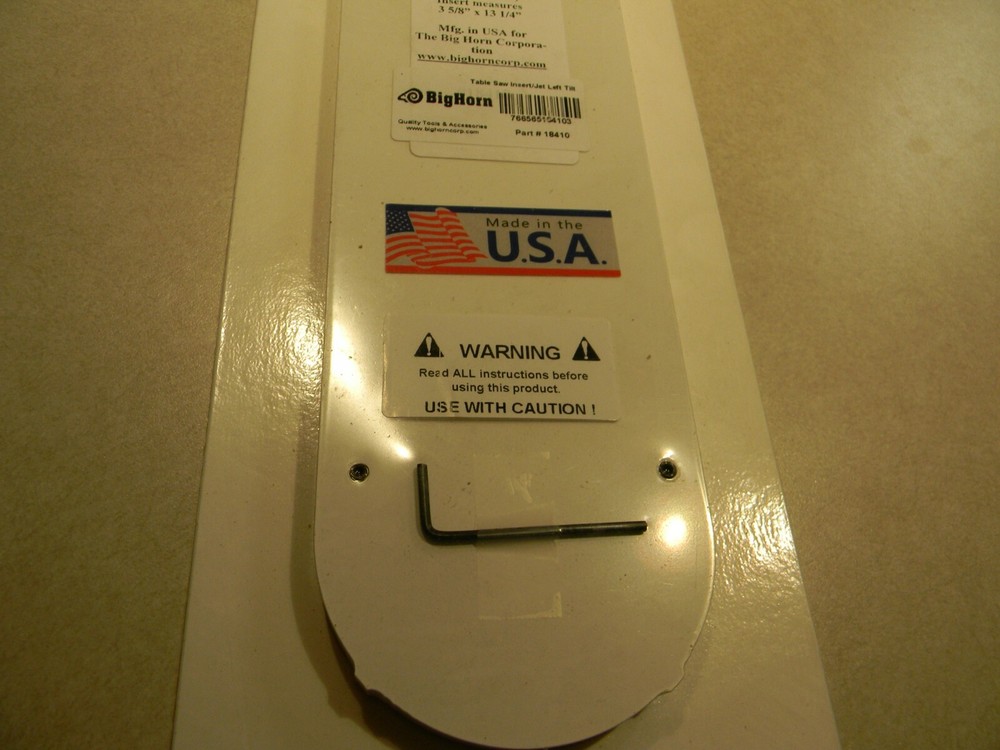 Insert measures
3 5/8" x 13 1/4"
Mfg. in USA for
The Big Horn Corpora-
tion
www.bighorncorp.com
Table Saw Insert/Jet Left Tilt
BigHorn
Quality Tools & Accessories
www.bighorncorp.com
766565154103
Part # 18410
Made in the
U.S.A.
WARNING
Read ALL instructions before
using this product.
USE WITH CAUTION !